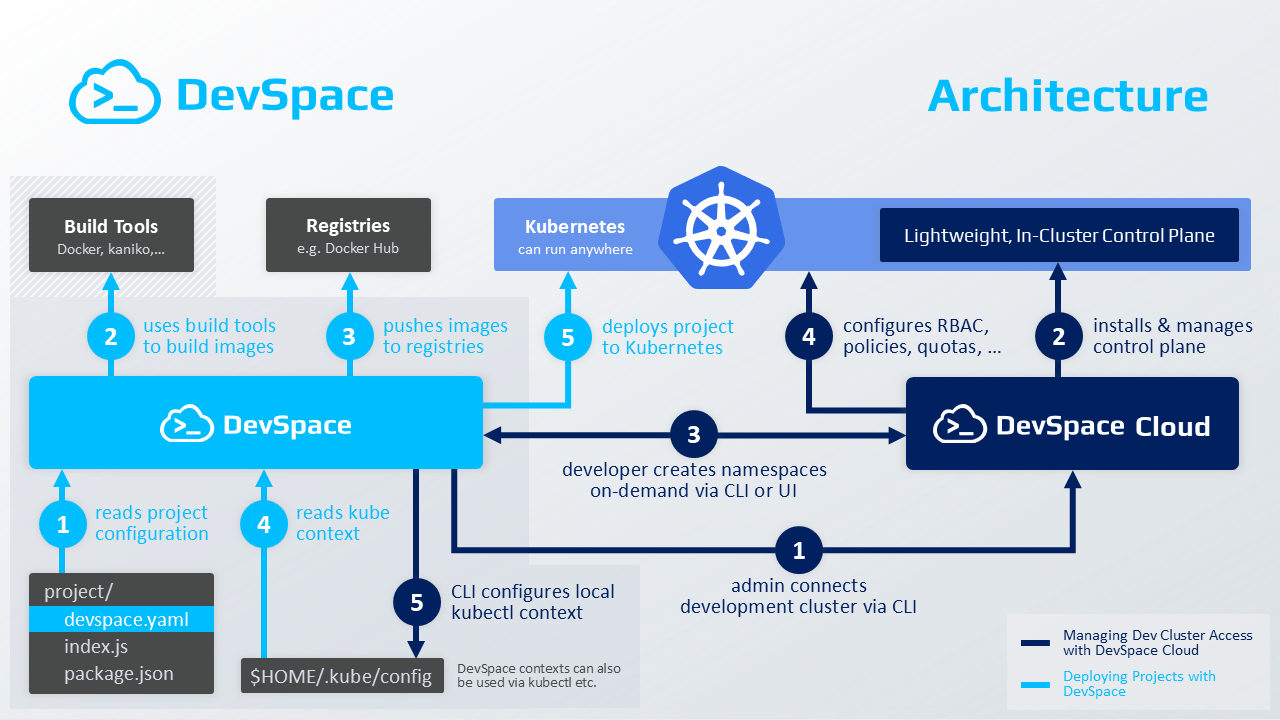 >_ DevSpace
Architecture
Build Tools
Docker, kaniko,...
Registries
e.g. Docker Hub
Kubernetes
can run anywhere
Lightweight, In-Cluster Control Plane
2
uses build tools
to build images
3
pushes images
to registries
5
deploys project
to Kubernetes
4
configures RBAC,
policies, quotas, ...
2
installs & manages
control plane
>_ DevSpace
3
developer creates namespaces
on-demand via CLI or UI
>_ DevSpace Cloud
1
reads project
configuration
4
reads kube
context
1
admin connects
development cluster via CLI
5
CLI configures local
kubectl context
project/
devspace.yaml
index.js
package.json
$HOME/.kube/config
DevSpace contexts can also
be used via kubectl etc.
Managing Dev Cluster Access
with DevSpace Cloud
Deploying Projects with
DevSpace